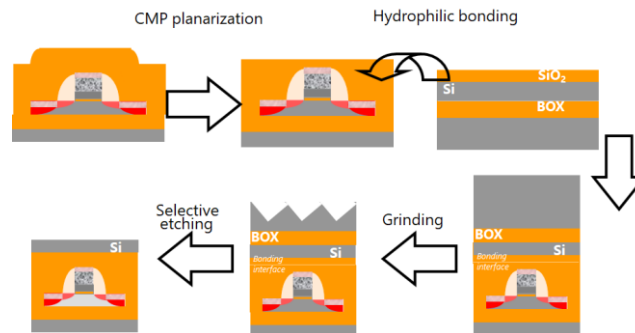 CMP planarization
Hydrophilic bonding
SiO₂
Si
BOX
Selective
etching
Grinding
Si
BOX
Si
Bonding
interface
BOX
Si
Bonding
interface